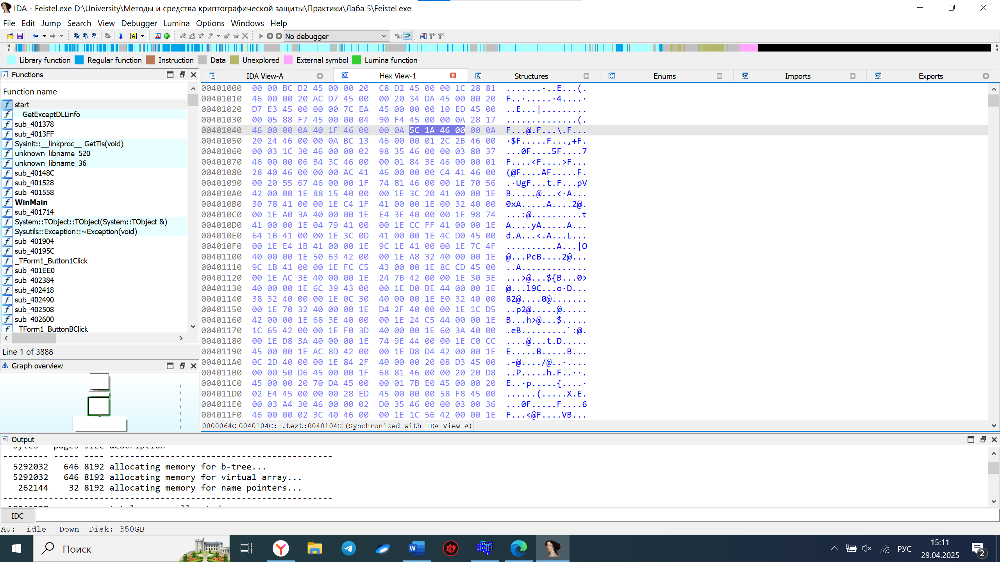 IDA - Feistel.exe D:\University\Методы и средства криптографической защиты\Практики\Лаба 5\Feistel.exe
File Edit Jump Search View Debugger Lumina Options Windows Help
No debugger
Library function Regular function Instruction Data Unexplored External symbol Lumina function
Functions
Function name
start
__GetExceptDLLinfo
sub_401378
sub_4013FF
Sysinit::__linkproc__ GetTls(void)
unknown_libname_520
unknown_libname_36
sub_40148C
sub_401528
sub_401558
WinMain
sub_401714
System::TObject::TObject(System::TObject &)
Sysutils::Exception::~Exception(void)
sub_401904
sub_40195C
_TForm1_Button1Click
sub_401EE0
sub_402384
sub_402418
sub_402490
sub_402508
sub_402600
_TForm1_ButtonBClick
Line 1 of 3888
Graph overview
IDA View-A Hex View-1 Structures Enums Imports Exports
00401000 00 00 BC D2 45 00 00 20 C8 D2 45 00 00 1C 28 81 .......·..E...(.
00401010 46 00 00 20 AC D7 45 00 00 20 34 DA 45 00 00 20 F..·.....·4....·
00401020 D7 E3 45 00 00 00 7C EA 45 00 00 00 10 ED 45 00 ..E...|.........
00401030 00 05 88 F7 45 00 00 04 90 F4 45 00 00 0A 28 17 ..............(.
00401040 46 00 00 0A 40 1F 46 00 00 0A 5C 1A 46 00 00 0A F...@.F...\.F...
00401050 20 24 46 00 00 0A BC 13 46 00 00 01 2C 2B 46 00 ·$F.....F...,+F.
00401060 00 03 1C 30 46 00 00 02 98 35 46 00 00 03 80 37 ...0F....5F....7
00401070 46 00 00 06 B4 3C 46 00 00 01 84 3E 46 00 00 01 F....<F....>F...
00401080 28 40 46 00 00 00 AC 41 46 00 00 00 C4 41 46 00 (@F....AF.....F.
00401090 00 20 55 67 46 00 00 1F 74 81 46 00 00 1E 70 56 .·UgF...t.F...pV
004010A0 42 00 00 1E 88 15 40 00 00 1E 3C 20 41 00 00 1E B.....@...<·A...
004010B0 30 78 41 00 00 1E C4 1F 41 00 00 1E 00 32 40 00 0xA.....A....2@.
004010C0 00 1E A0 3A 40 00 00 1E E4 3E 40 00 00 1E 98 74 ...:@..........t
004010D0 41 00 00 1E 04 79 41 00 00 1E CC FF 41 00 00 1E A....yA.....A...
004010E0 64 1B 41 00 00 1E 3C 0D 41 00 00 1E 4C D0 45 00 d.A...<.A...L...
004010F0 00 1E E4 1B 41 00 00 1E 9C 1E 41 00 00 1E 7C 4F ..........A...|O
00401100 40 00 00 1E 50 63 42 00 00 1E A8 32 40 00 00 1E @...PcB....2@...
00401110 9C 1B 41 00 00 1E FC C5 43 00 00 1E 8C CD 45 00 ..A.............
00401120 00 1E AC 3E 40 00 00 1E 24 7B 42 00 00 1E 30 3E ...>@...${B...0>
00401130 40 00 00 1E 6C 39 43 00 00 1E D0 BE 44 00 00 1E @...l9C...о·D...
00401140 38 32 40 00 00 1E 0C 30 40 00 00 1E E0 32 40 00 82@....0@.......
00401150 00 1E 70 32 40 00 00 1E D4 2F 40 00 00 1E 1C D5 ..p2@.....@.....
00401160 42 00 00 1E 68 3E 40 00 00 1E 24 C5 44 00 00 1E B...h>@...$.....
00401170 1C 65 42 00 00 1E F0 3D 40 00 00 1E 60 3A 40 00 .eB.........`:@.
00401180 00 1E D8 3A 40 00 00 1E 74 9E 44 00 00 1E C0 CC ....@...t.D.....
00401190 45 00 00 1E AC 8D 42 00 00 1E D8 D4 42 00 00 1E E.....B.....B...
004011A0 0C 2D 40 00 00 1E 84 2F 40 00 00 20 08 D3 45 00 .-@..../@..·....
004011B0 00 00 50 D6 45 00 00 1F 68 81 46 00 00 20 20 D8 ..P.....h.F..··.
004011C0 45 00 00 20 70 DA 45 00 00 01 7B E0 45 00 00 20 E..·p.....{....·
004011D0 02 E4 45 00 00 00 28 ED 45 00 00 00 58 F8 45 00 ......(.....X.E.
004011E0 00 03 A4 30 46 00 00 02 D0 35 46 00 00 03 00 36 ...0F.....F....6
004011F0 46 00 00 02 3C 40 46 00 00 1E 1C 56 42 00 00 1E F...<@F....VB...
0000064C 0040104C: .text:0040104C (Synchronized with IDA View-A)
Output
bytes pages size description
--------- ----- ---- --------------------------------------------
5292032 646 8192 allocating memory for b-tree...
5292032 646 8192 allocating memory for virtual array...
262144 32 8192 allocating memory for name pointers...
-----------------------------------------------------------------
IDC
AU: idle Down Disk: 350GB
Поиск
РУС
15:11
29.04.2025
2